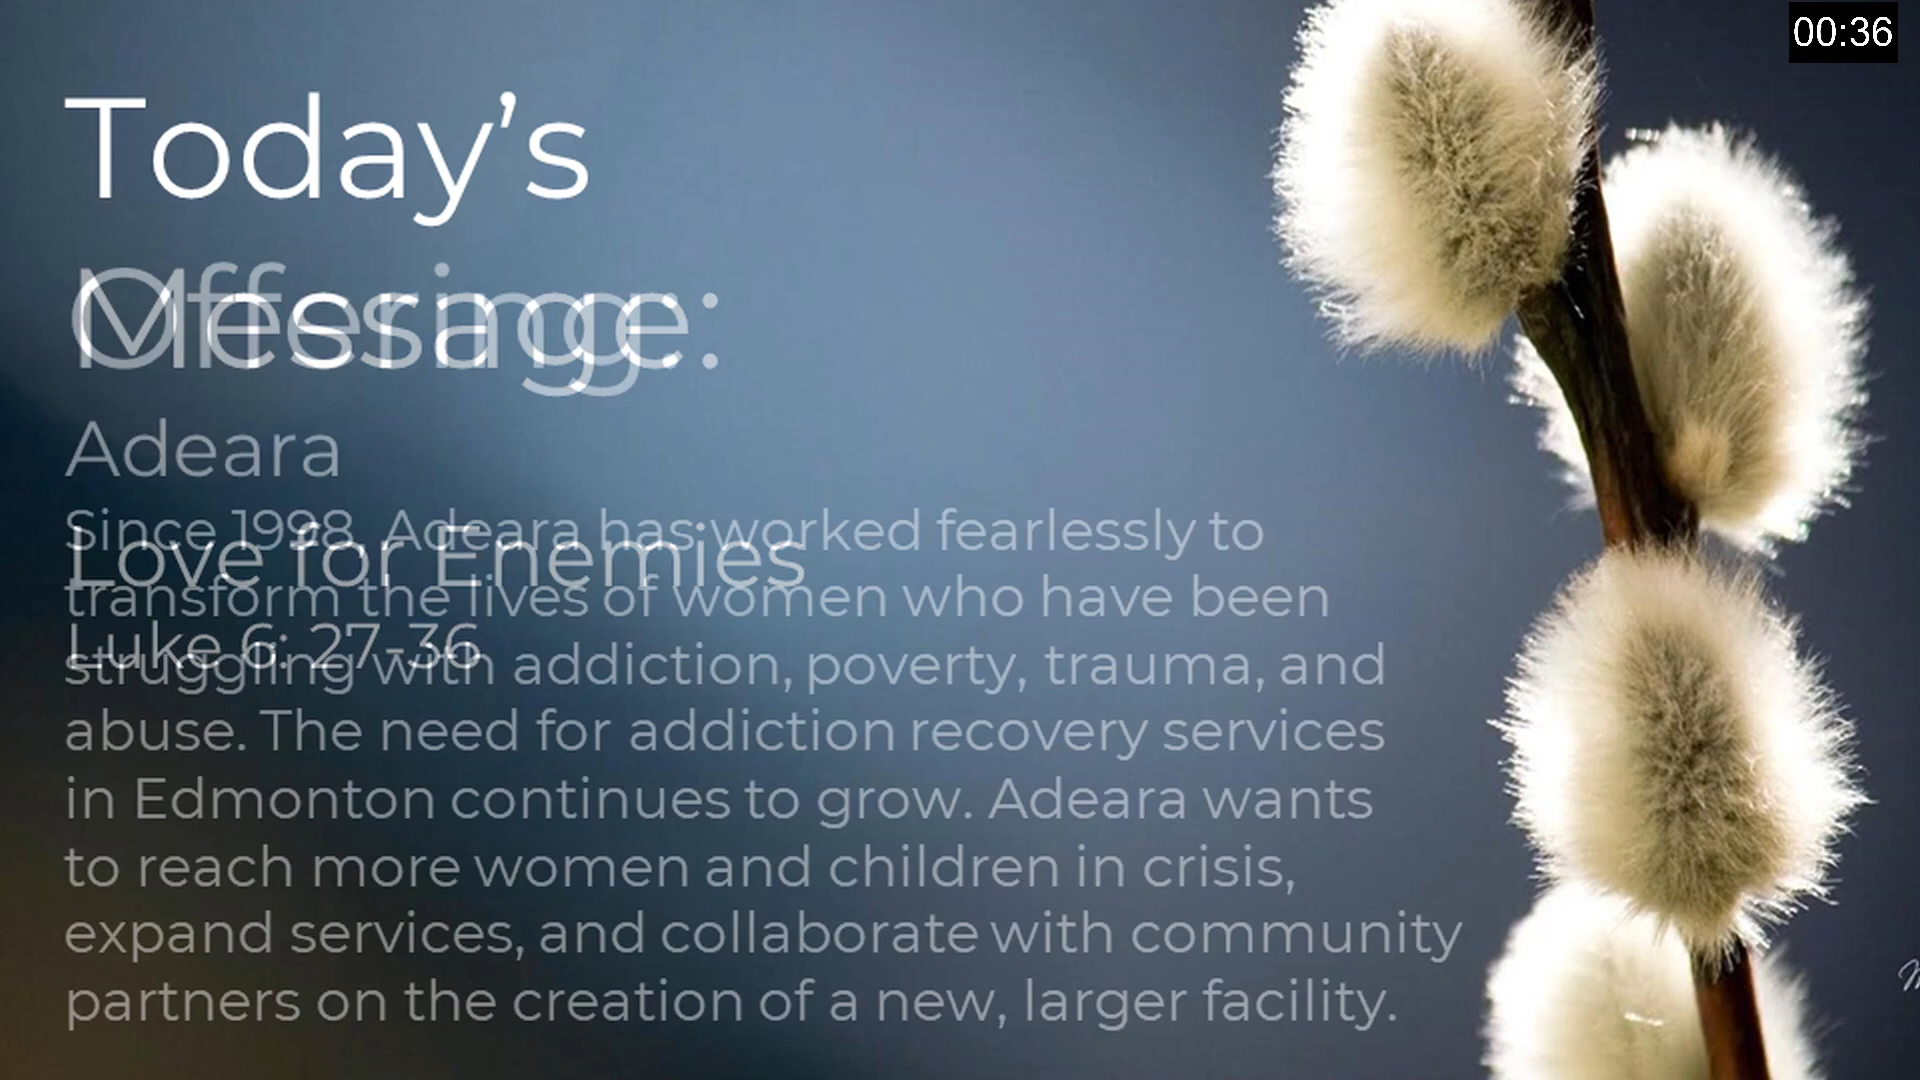 00:36
Today’s
Message:
Love for Enemies
Luke 6: 27-36
Offering:
Adeara
Since 1998, Adeara has worked fearlessly to
transform the lives of women who have been
struggling with addiction, poverty, trauma, and
abuse. The need for addiction recovery services
in Edmonton continues to grow. Adeara wants
to reach more women and children in crisis,
expand services, and collaborate with community
partners on the creation of a new, larger facility.